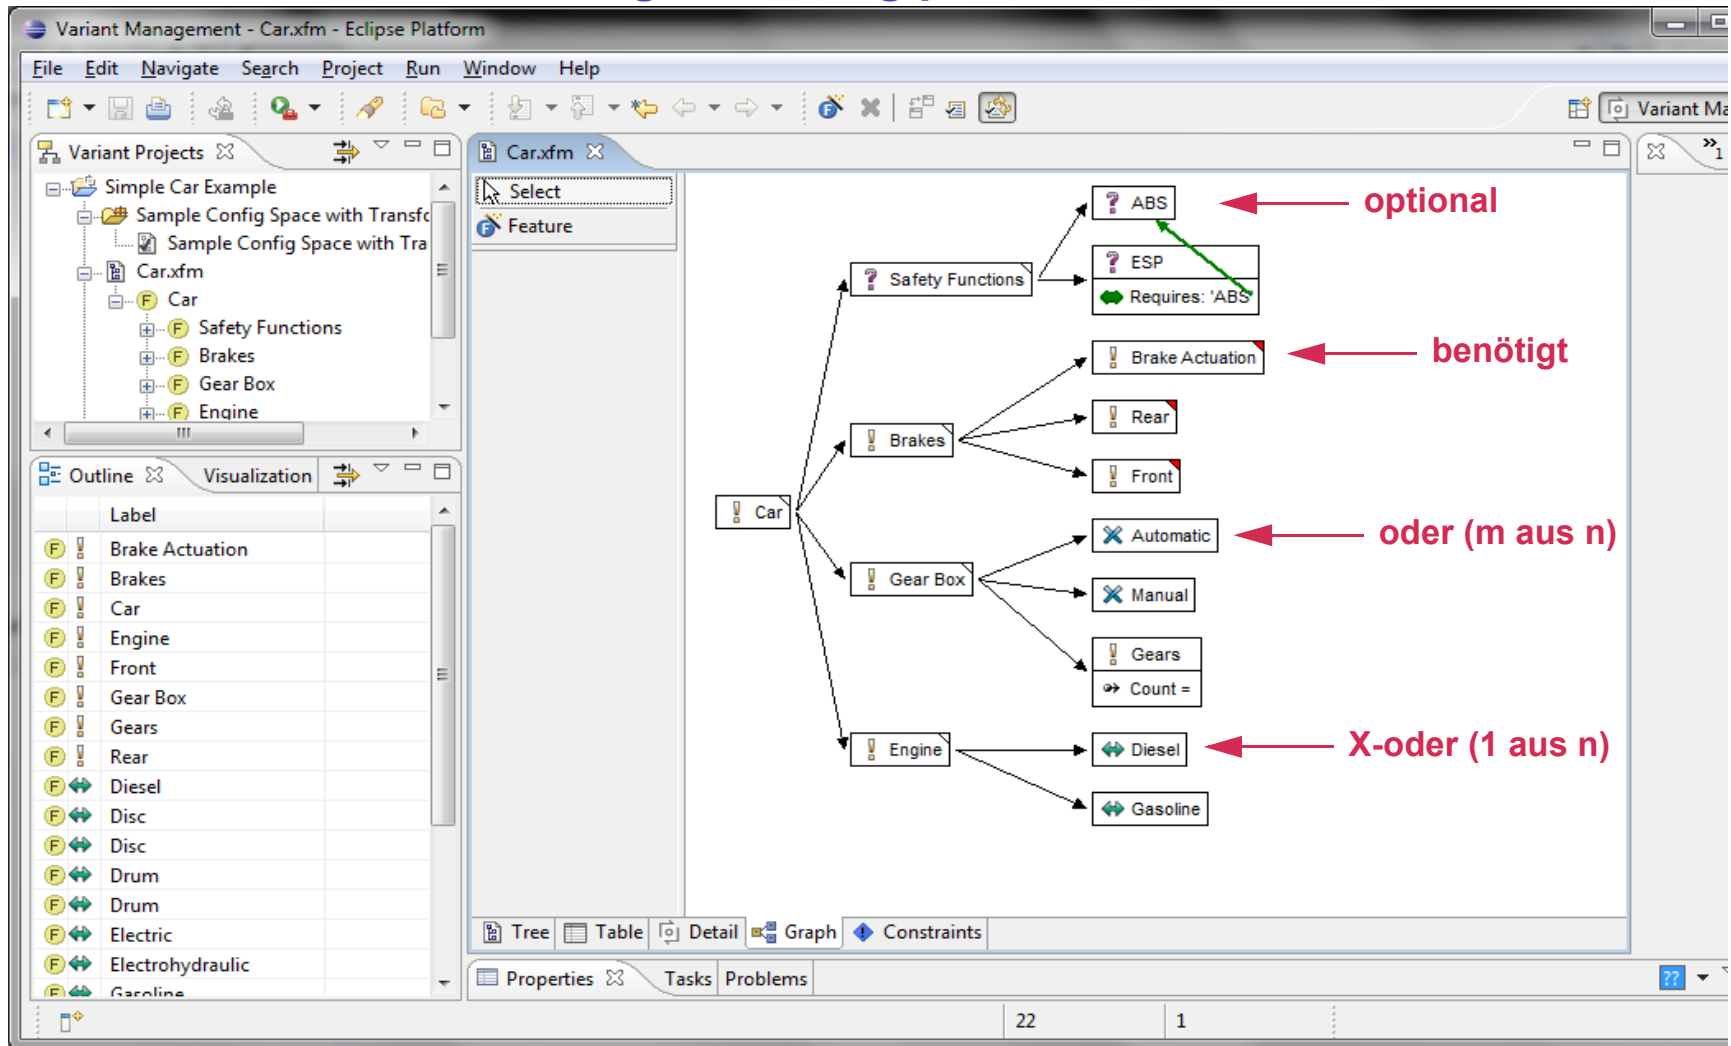 Variant Management - Car.xfm - Eclipse Platform
File Edit Navigate Search Project Run Window Help
Variant Ma
Variant Projects
Simple Car Example
Sample Config Space with Transfo
Sample Config Space with Tra
Car.xfm
Car
Safety Functions
Brakes
Gear Box
Engine
Outline Visualization
Label
Brake Actuation
Brakes
Car
Engine
Front
Gear Box
Gears
Rear
Diesel
Disc
Disc
Drum
Drum
Electric
Electrohydraulic
Gasoline
Car.xfm
Select
Feature
ABS
optional
ESP
Requires: 'ABS'
Safety Functions
Brake Actuation
benötigt
Rear
Brakes
Front
Car
Automatic
oder (m aus n)
Gear Box
Manual
Gears
Count =
Engine
Diesel
X-oder (1 aus n)
Gasoline
Tree Table Detail Graph Constraints
Properties Tasks Problems
22 1